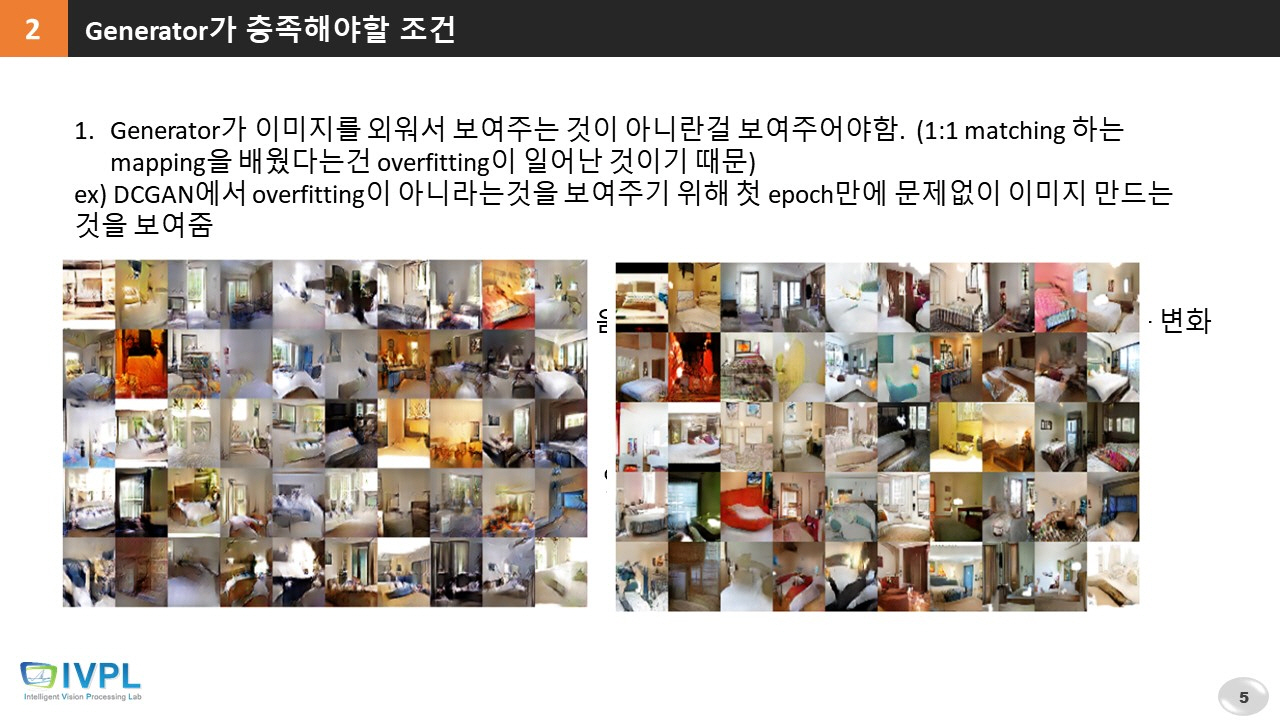 2
Generator가 충족해야할 조건
1. Generator가 이미지를 외워서 보여주는 것이 아니란걸 보여주어야함. (1:1 matching 하는
mapping을 배웠다는건 overfitting이 일어난 것이기 때문)
ex) DCGAN에서 overfitting이 아니라는것을 보여주기 위해 첫 epoch만에 문제없이 이미지 만드는
것을 보여줌
변화
IVPL
Intelligent Vision Processing Lab
5